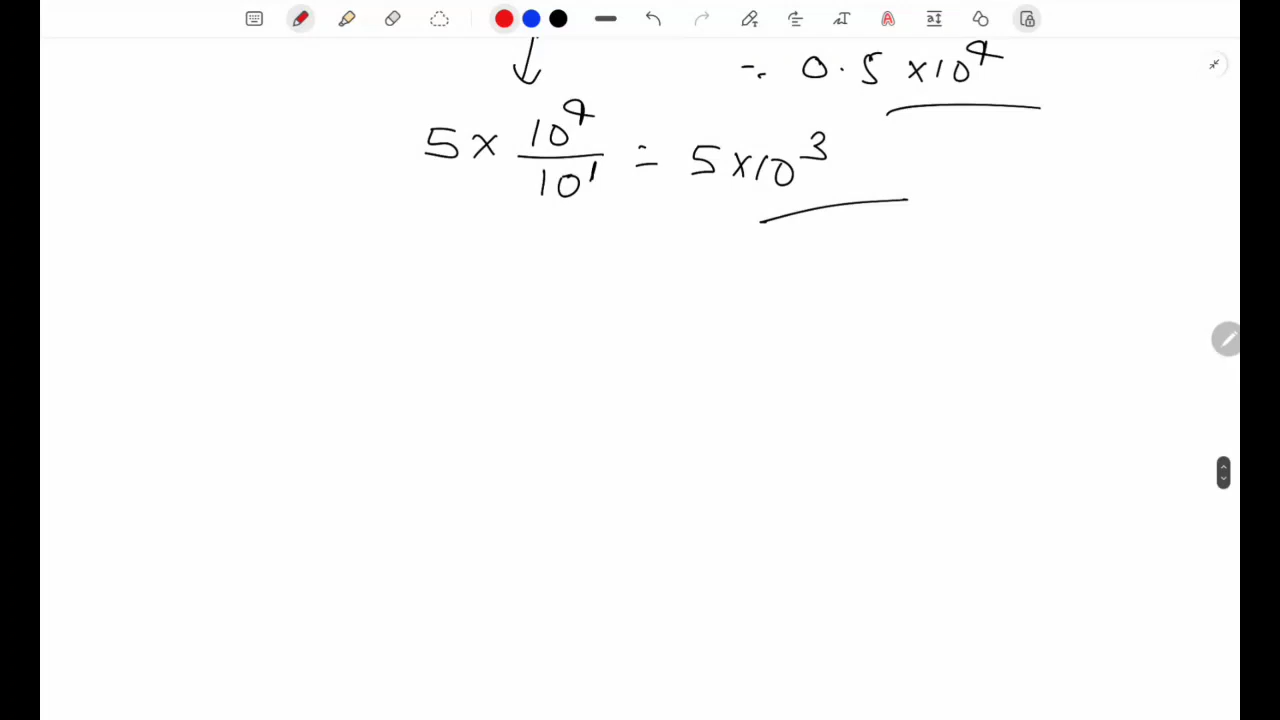 = 0.5 × 10⁴
5 × 10⁴/10¹ = 5 × 10³